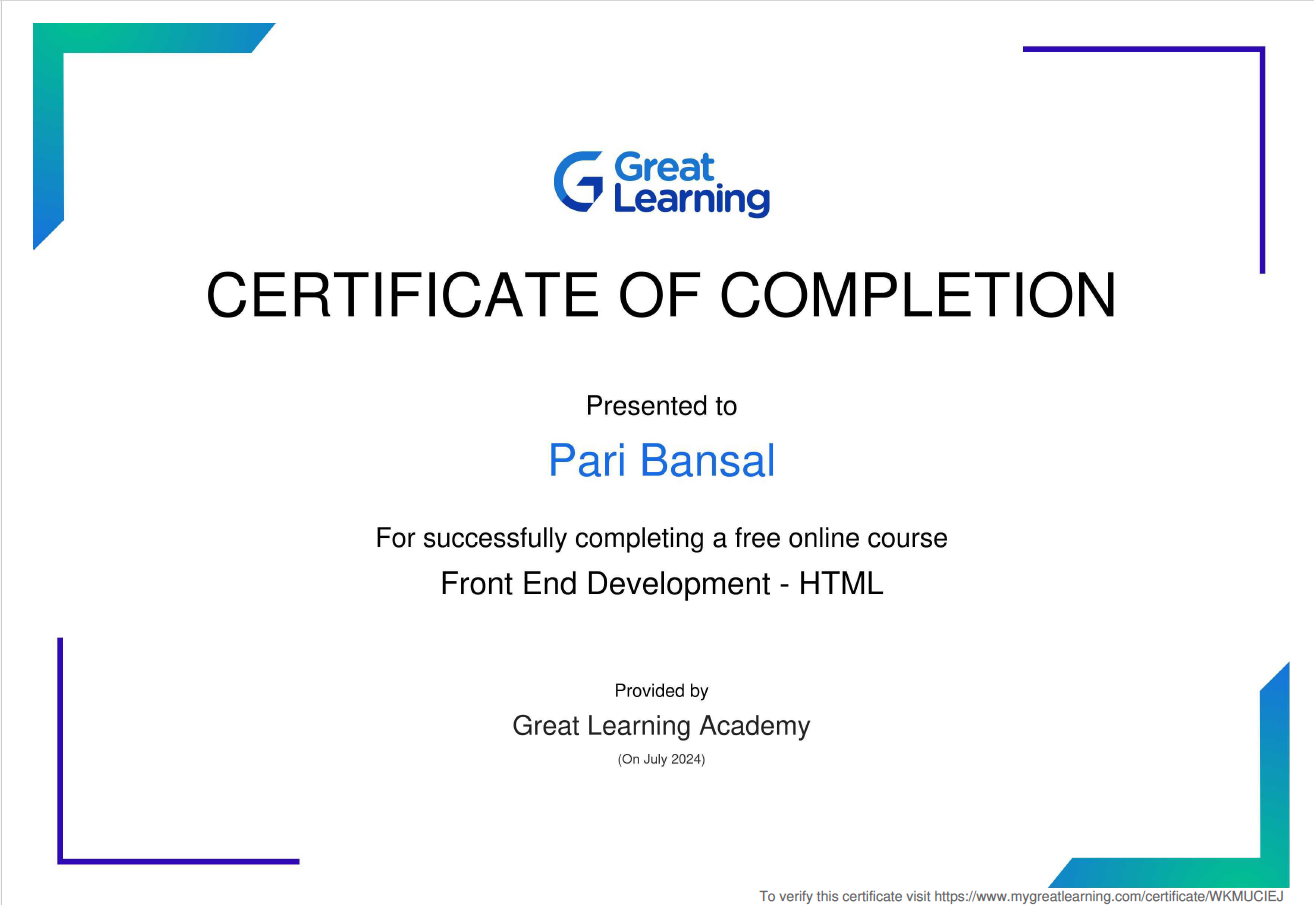 Great
Learning
CERTIFICATE OF COMPLETION
Presented to
Pari Bansal
For successfully completing a free online course
Front End Development - HTML
Provided by
Great Learning Academy
(On July 2024)
To verify this certificate visit https://www.mygreatlearning.com/certificate/WKMUCIEJ